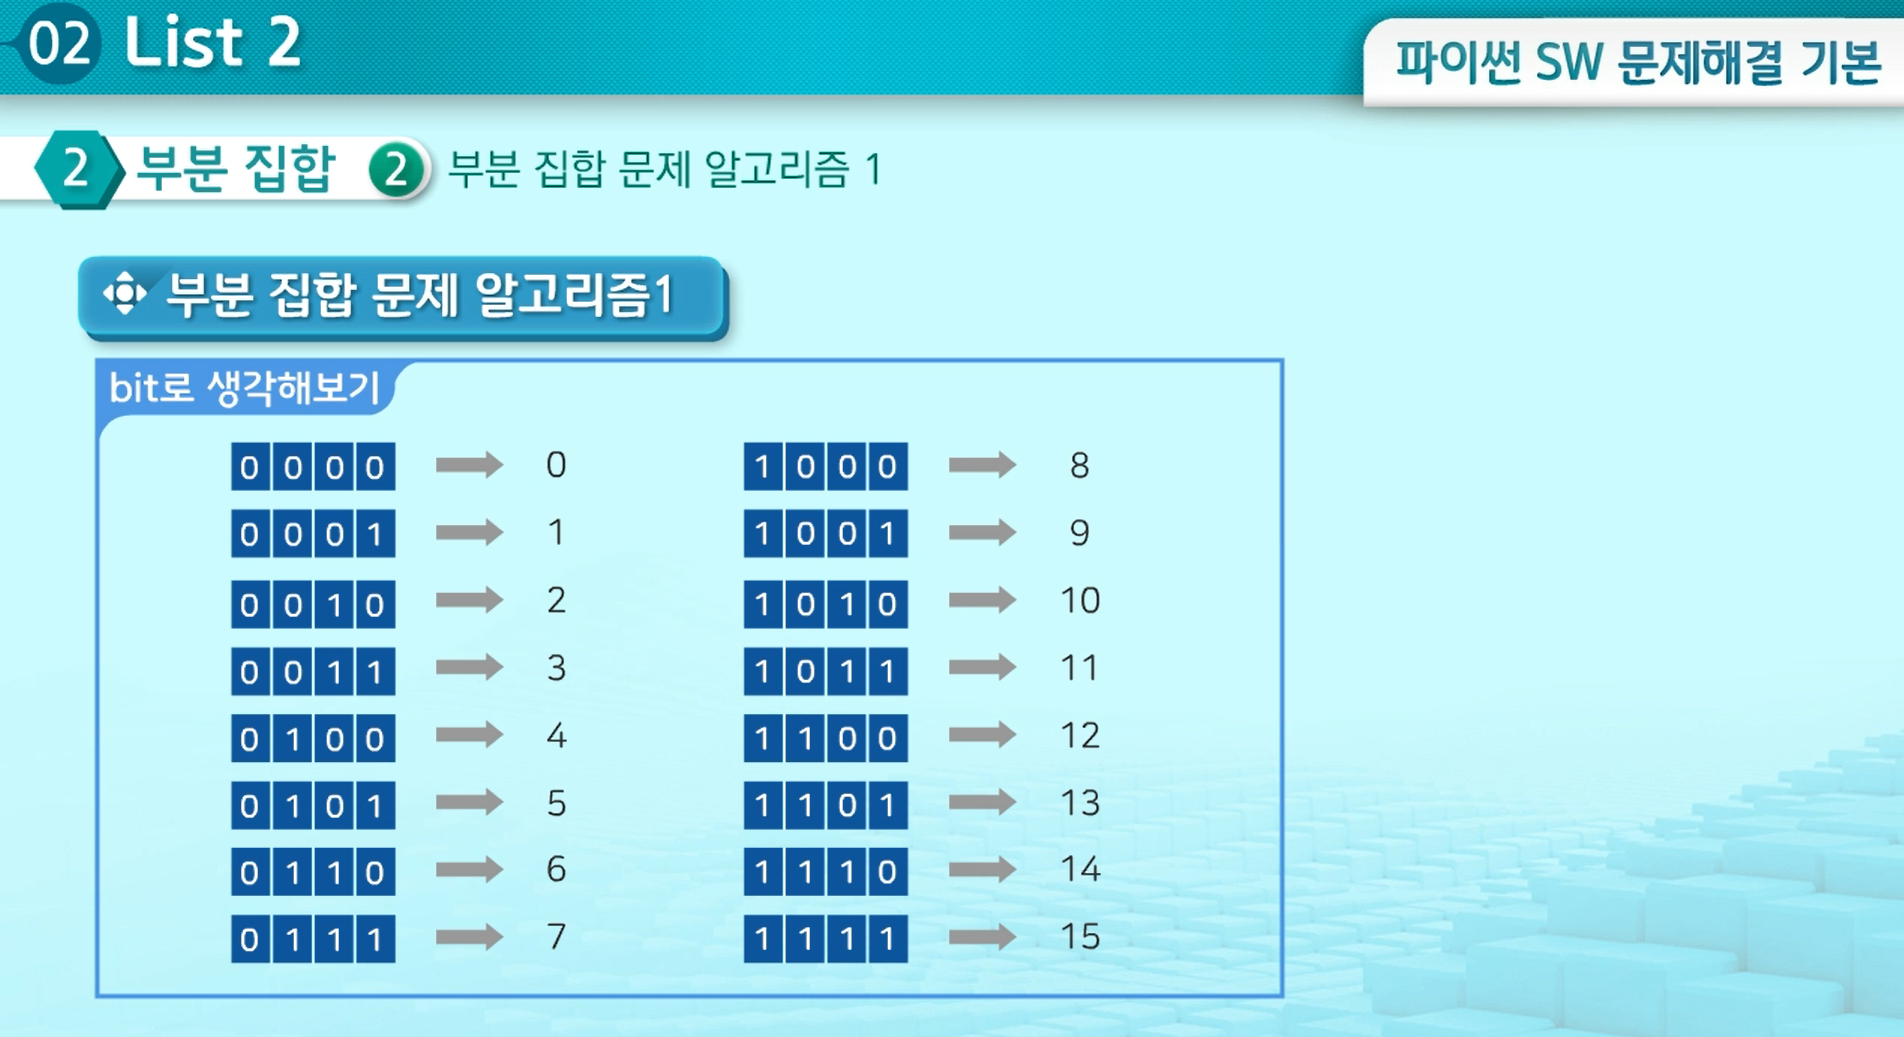 02 List 2
파이썬 SW 문제해결 기본
2 부분 집합 2 부분 집합 문제 알고리즘 1
부분 집합 문제 알고리즘1
bit로 생각해보기
0 0 0 0 0
0 0 0 1 1
0 0 1 0 2
0 0 1 1 3
0 1 0 0 4
0 1 0 1 5
0 1 1 0 6
0 1 1 1 7
1 0 0 0 8
1 0 0 1 9
1 0 1 0 10
1 0 1 1 11
1 1 0 0 12
1 1 0 1 13
1 1 1 0 14
1 1 1 1 15